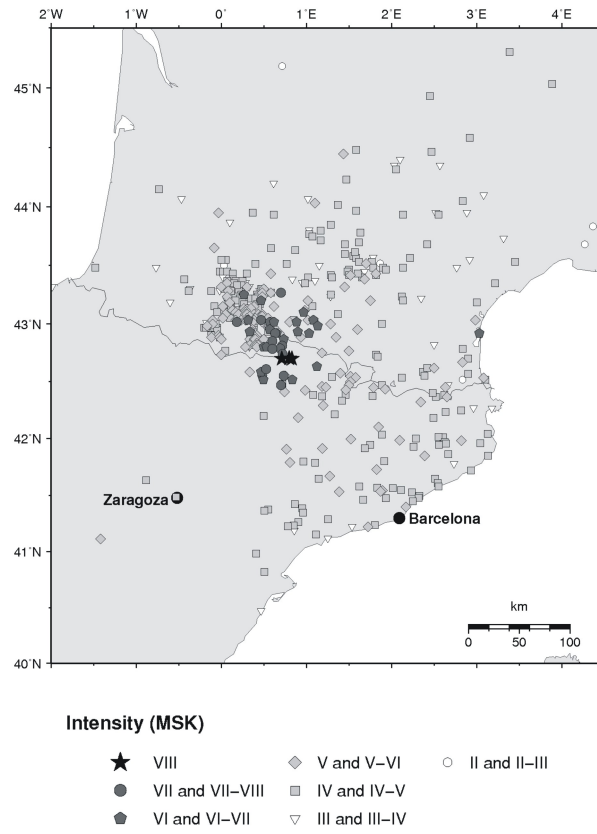 2˚W 1˚W 0˚ 1˚E 2˚E 3˚E 4˚E
45˚N
44˚N
43˚N
42˚N
Zaragoza
Barcelona
41˚N
km
0 50 100
40˚N
Intensity (MSK)
VIII
V and V–VI
II and II–III
VII and VII–VIII
IV and IV–V
VI and VI–VII
III and III–IV